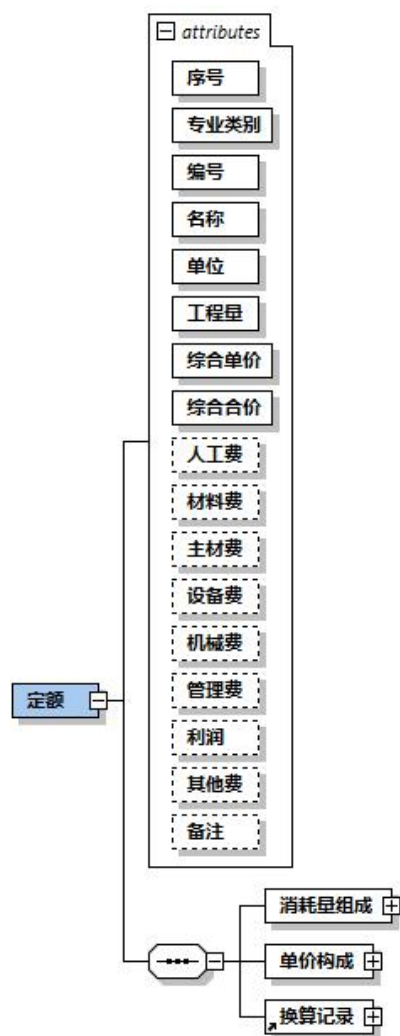 attributes
序号
专业类别
编号
名称
单位
工程量
综合单价
综合合价
人工费
材料费
主材费
设备费
机械费
管理费
利润
其他费
备注
定额
消耗量组成
单价构成
换算记录